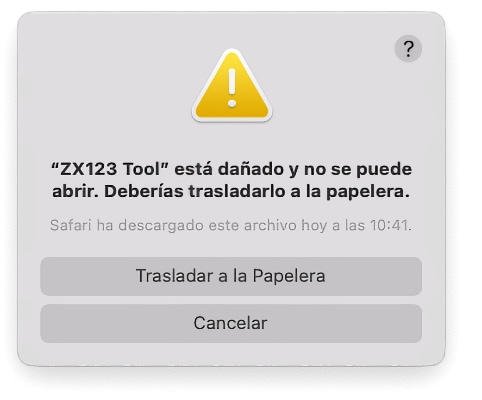 ?
“ZX123 Tool” está dañado y no se puede
abrir. Deberías trasladarlo a la papelera.
Safari ha descargado este archivo hoy a las 10:41.
Trasladar a la Papelera
Cancelar